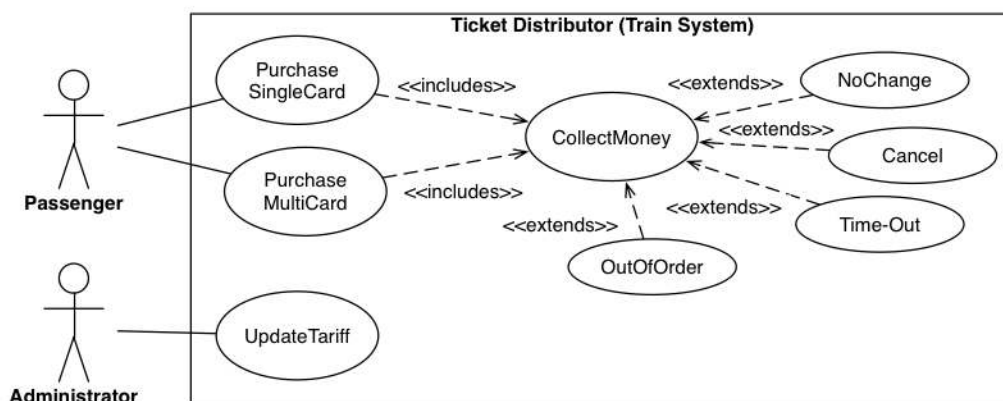 Ticket Distributor (Train System)
Purchase
SingleCard
<<includes>>
<<extends>>
NoChange
CollectMoney
<<extends>>
Cancel
Passenger
Purchase
MultiCard
<<includes>>
<<extends>>
Time-Out
<<extends>>
OutOfOrder
UpdateTariff
Administrator